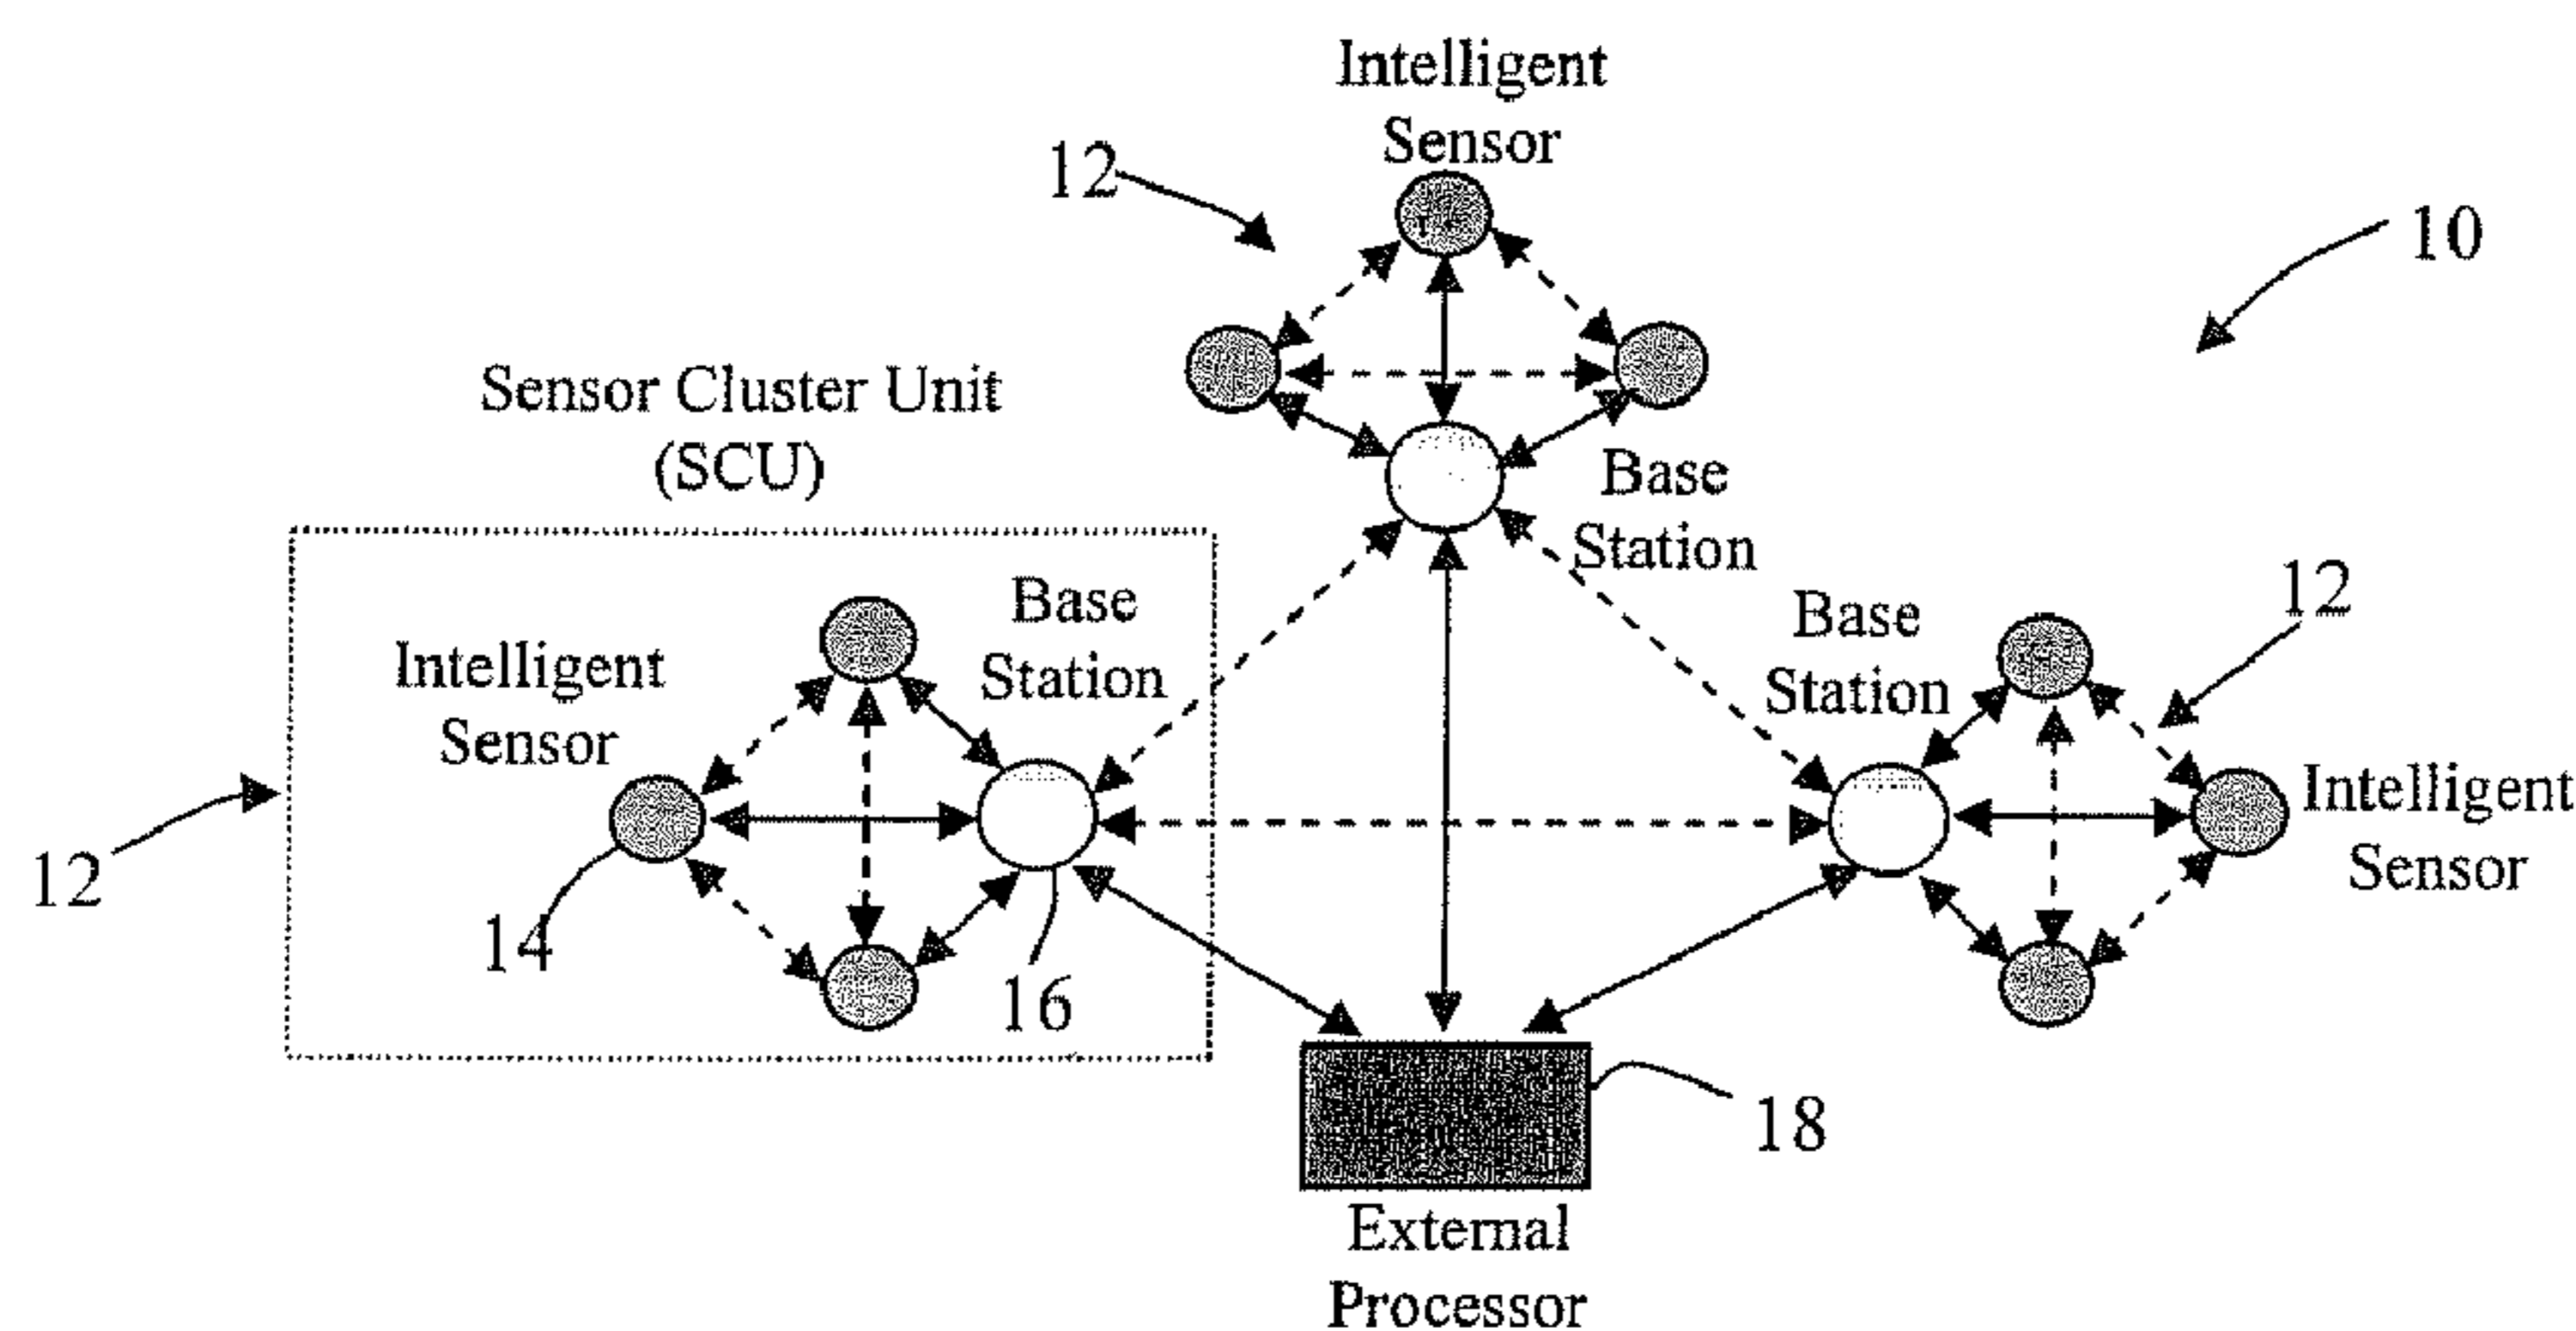 Intelligent
Sensor
12
10
Sensor Cluster Unit
(SCU)
Base
Station
Base
Station
Intelligent
Sensor
Base
Station
12
Intelligent
Sensor
12
14
16
18
External
Processor